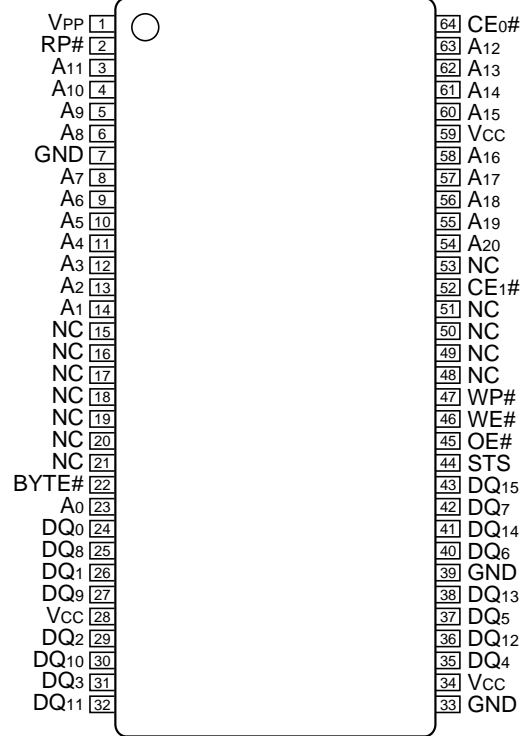 VPP 1
RP# 2
A11 3
A10 4
A9 5
A8 6
GND 7
A7 8
A6 9
A5 10
A4 11
A3 12
A2 13
A1 14
NC 15
NC 16
NC 17
NC 18
NC 19
NC 20
NC 21
BYTE# 22
A0 23
DQ0 24
DQ8 25
DQ1 26
DQ9 27
VCC 28
DQ2 29
DQ10 30
DQ3 31
DQ11 32
64 CE0#
63 A12
62 A13
61 A14
60 A15
59 VCC
58 A16
57 A17
56 A18
55 A19
54 A20
53 NC
52 CE1#
51 NC
50 NC
49 NC
48 NC
47 WP#
46 WE#
45 OE#
44 STS
43 DQ15
42 DQ7
41 DQ14
40 DQ6
39 GND
38 DQ13
37 DQ5
36 DQ12
35 DQ4
34 VCC
33 GND